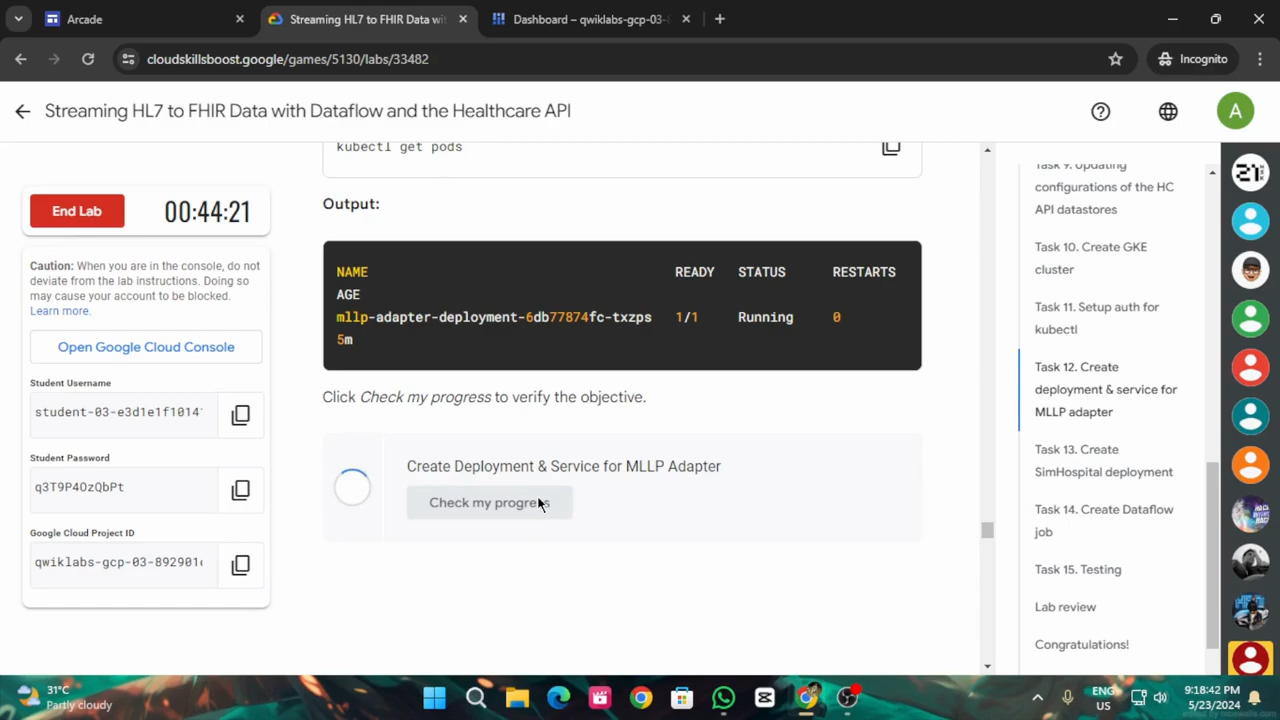 Arcade
Streaming HL7 to FHIR Data wit
Dashboard – qwiklabs-gcp-03-8
cloudskillsboost.google/games/5130/labs/33482
Incognito
Streaming HL7 to FHIR Data with Dataflow and the Healthcare API
A
End Lab
00:44:21
Caution: When you are in the console, do not
deviate from the lab instructions. Doing so
may cause your account to be blocked.
Learn more.
Open Google Cloud Console
Student Username
student-03-e3d1e1f1014
Student Password
q3T9P4OzQbPt
Google Cloud Project ID
qwiklabs-gcp-03-892901
kubectl get pods
Output:
NAME READY STATUS RESTARTS
AGE
mllp-adapter-deployment-6db77874fc-txzps 1/1 Running 0
5m
Click Check my progress to verify the objective.
Create Deployment & Service for MLLP Adapter
Check my progress
Task 9. Updating
configurations of the HC
API datastores
Task 10. Create GKE
cluster
Task 11. Setup auth for
kubectl
Task 12. Create
deployment & service for
MLLP adapter
Task 13. Create
SimHospital deployment
Task 14. Create Dataflow
job
Task 15. Testing
Lab review
Congratulations!
31°C
Partly cloudy
ENG
US
9:18:42 PM
5/23/2024